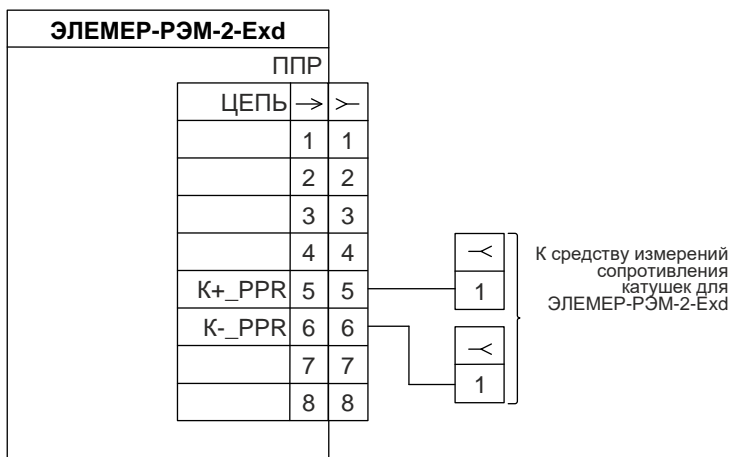 ЭЛЕМЕР-РЭМ-2-Exd
ППР
ЦЕПЬ
1 1
2 2
3 3
4 4
К+_PPR 5 5
К-_PPR 6 6
7 7
8 8
1
1
К средству измерений
сопротивления
катушек для
ЭЛЕМЕР-РЭМ-2-Exd